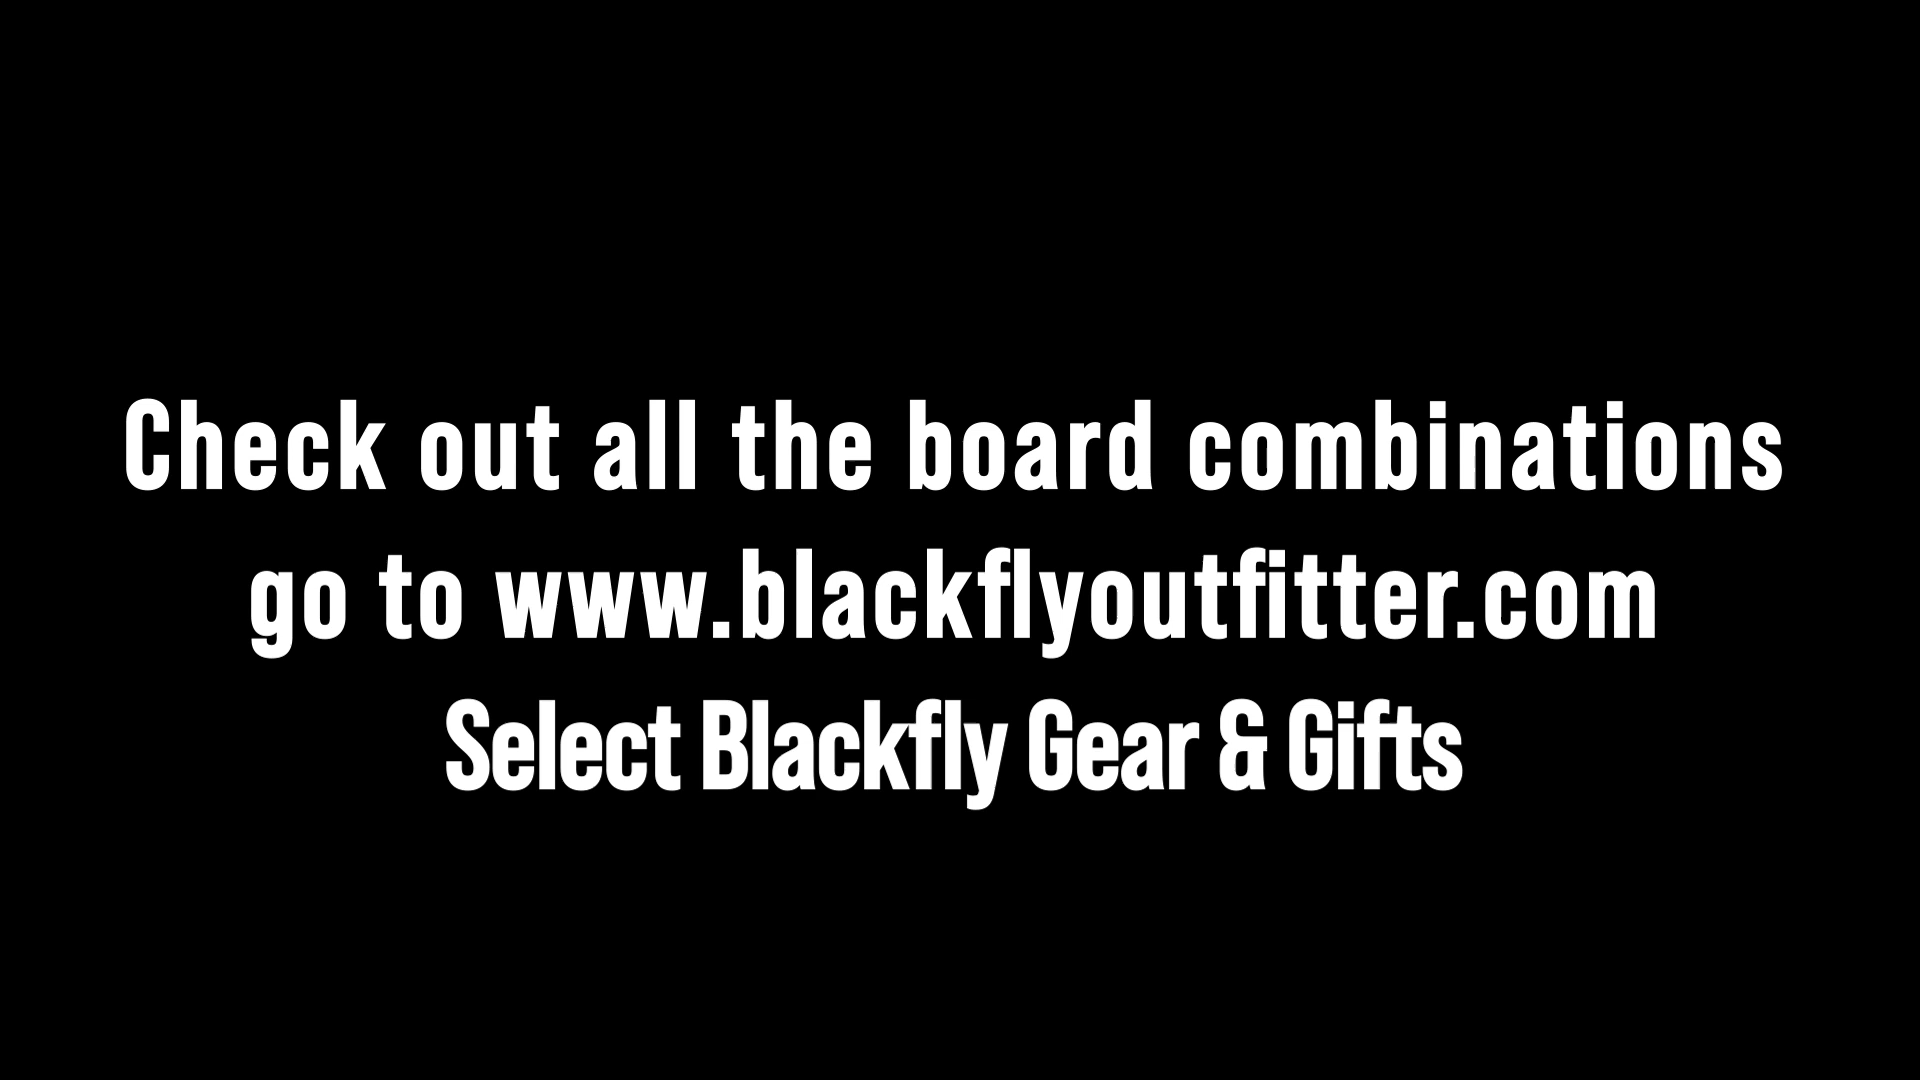 Check out all the board combinations
go to www.blackflyoutfitter.com
Select Blackfly Gear & Gifts